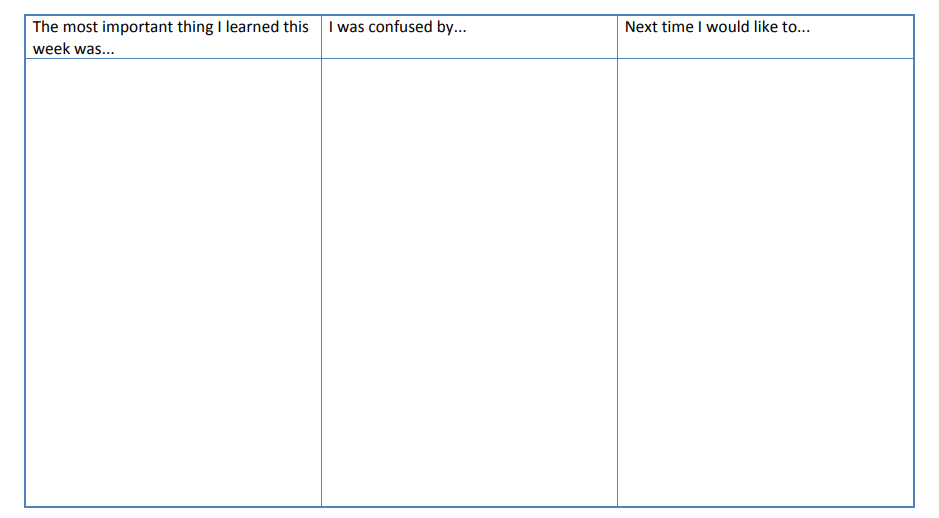 The most important thing I learned this
week was...
I was confused by...
Next time I would like to...